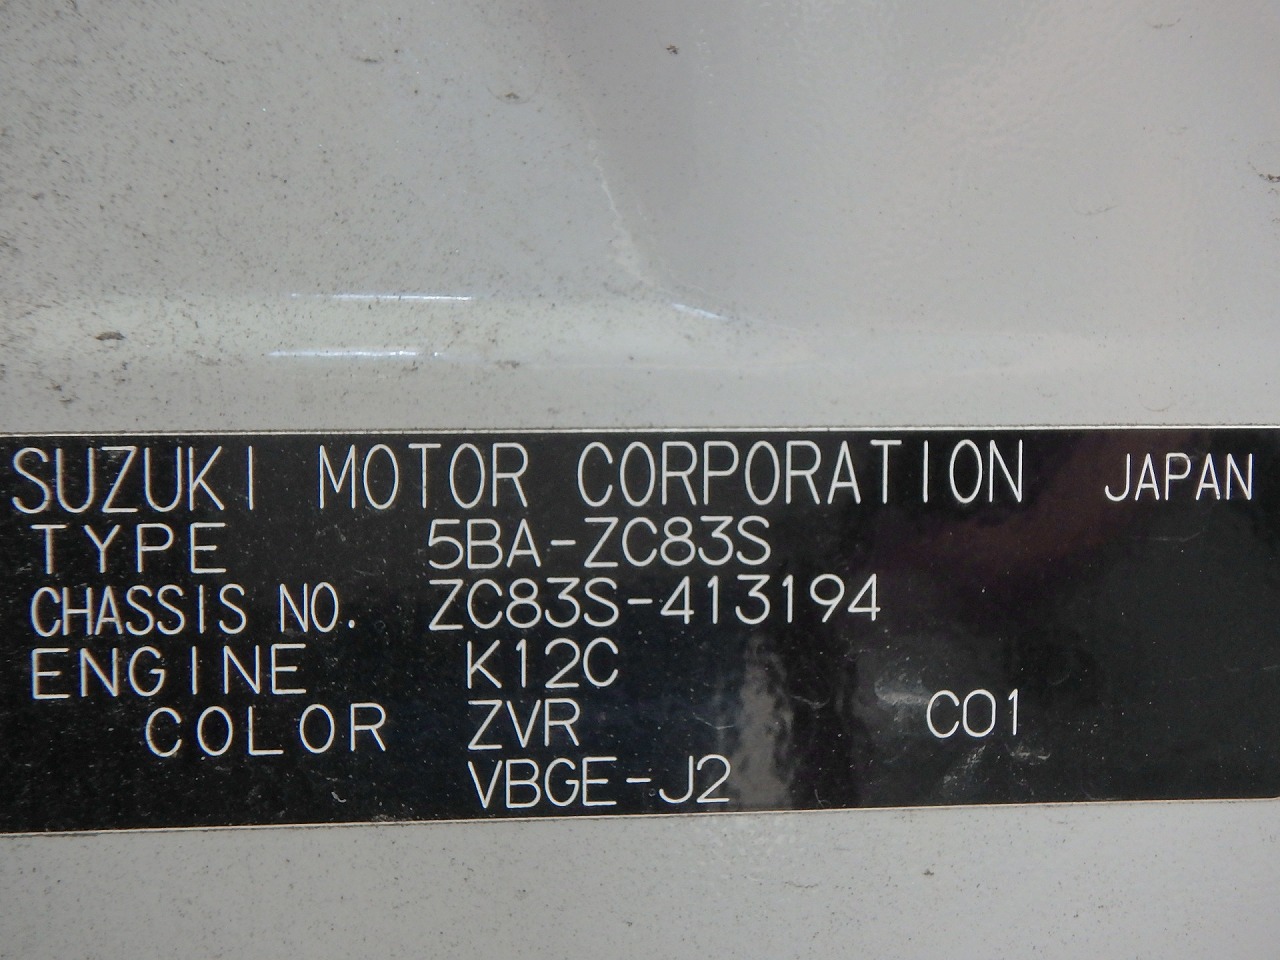 SUZUKI MOTOR CORPORATION JAPAN
TYPE 5BA-ZC83S
CHASSIS NO. ZC83S-413194
ENGINE K12C
COLOR ZVR C01
VBGE-J2